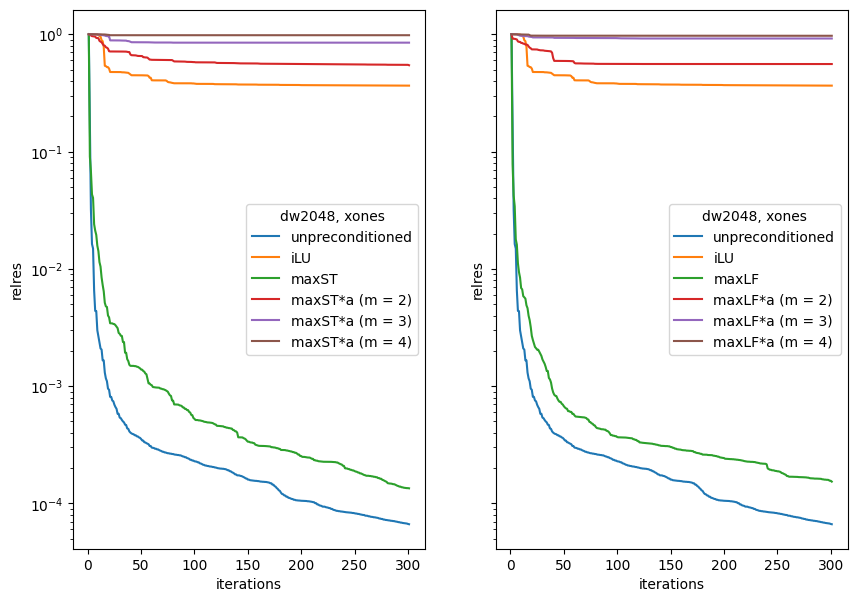 10⁰
10⁻¹
10⁻²
10⁻³
10⁻⁴
relres
0 50 100 150 200 250 300
iterations
dw2048, xones
unpreconditioned
iLU
maxST
maxST*a (m = 2)
maxST*a (m = 3)
maxST*a (m = 4)
relres
0 50 100 150 200 250 300
iterations
dw2048, xones
unpreconditioned
iLU
maxLF
maxLF*a (m = 2)
maxLF*a (m = 3)
maxLF*a (m = 4)